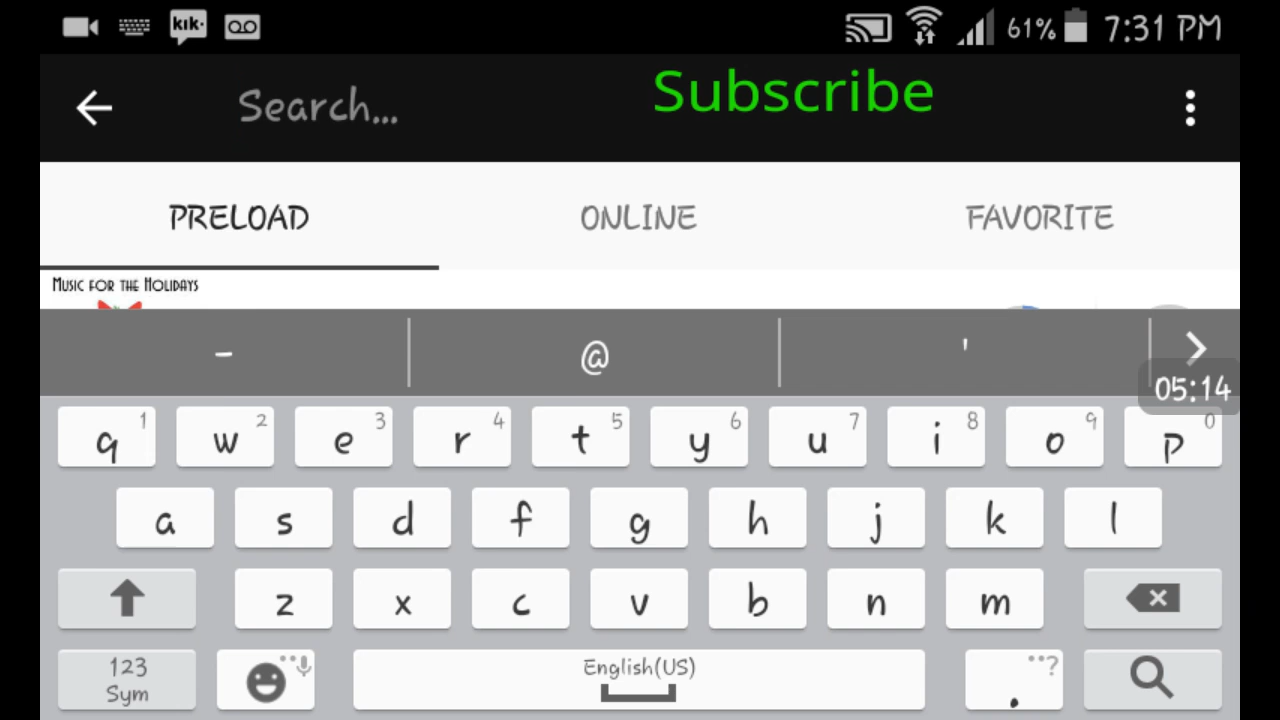 kik•
61% 7:31 PM
Search...
Subscribe
PRELOAD ONLINE FAVORITE
MUSIC FOR THE HOLIDAYS
- @ '
05:14
q 1 w 2 e 3 r 4 t 5 y 6 u 7 i 8 o 9 p 0
a s d f g h j k l
z x c v b n m
123
Sym
English(US)
. ?